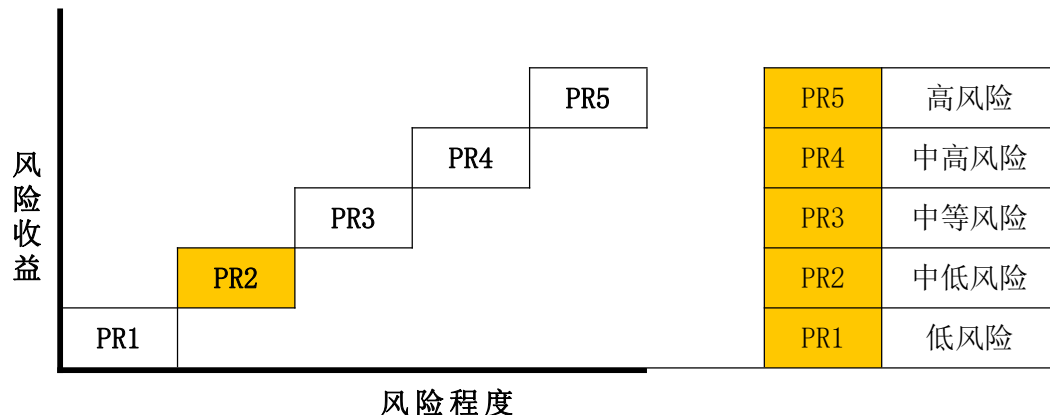 风险收益
PR5
PR4
PR3
PR2
PR1
风险程度
PR5 高风险
PR4 中高风险
PR3 中等风险
PR2 中低风险
PR1 低风险